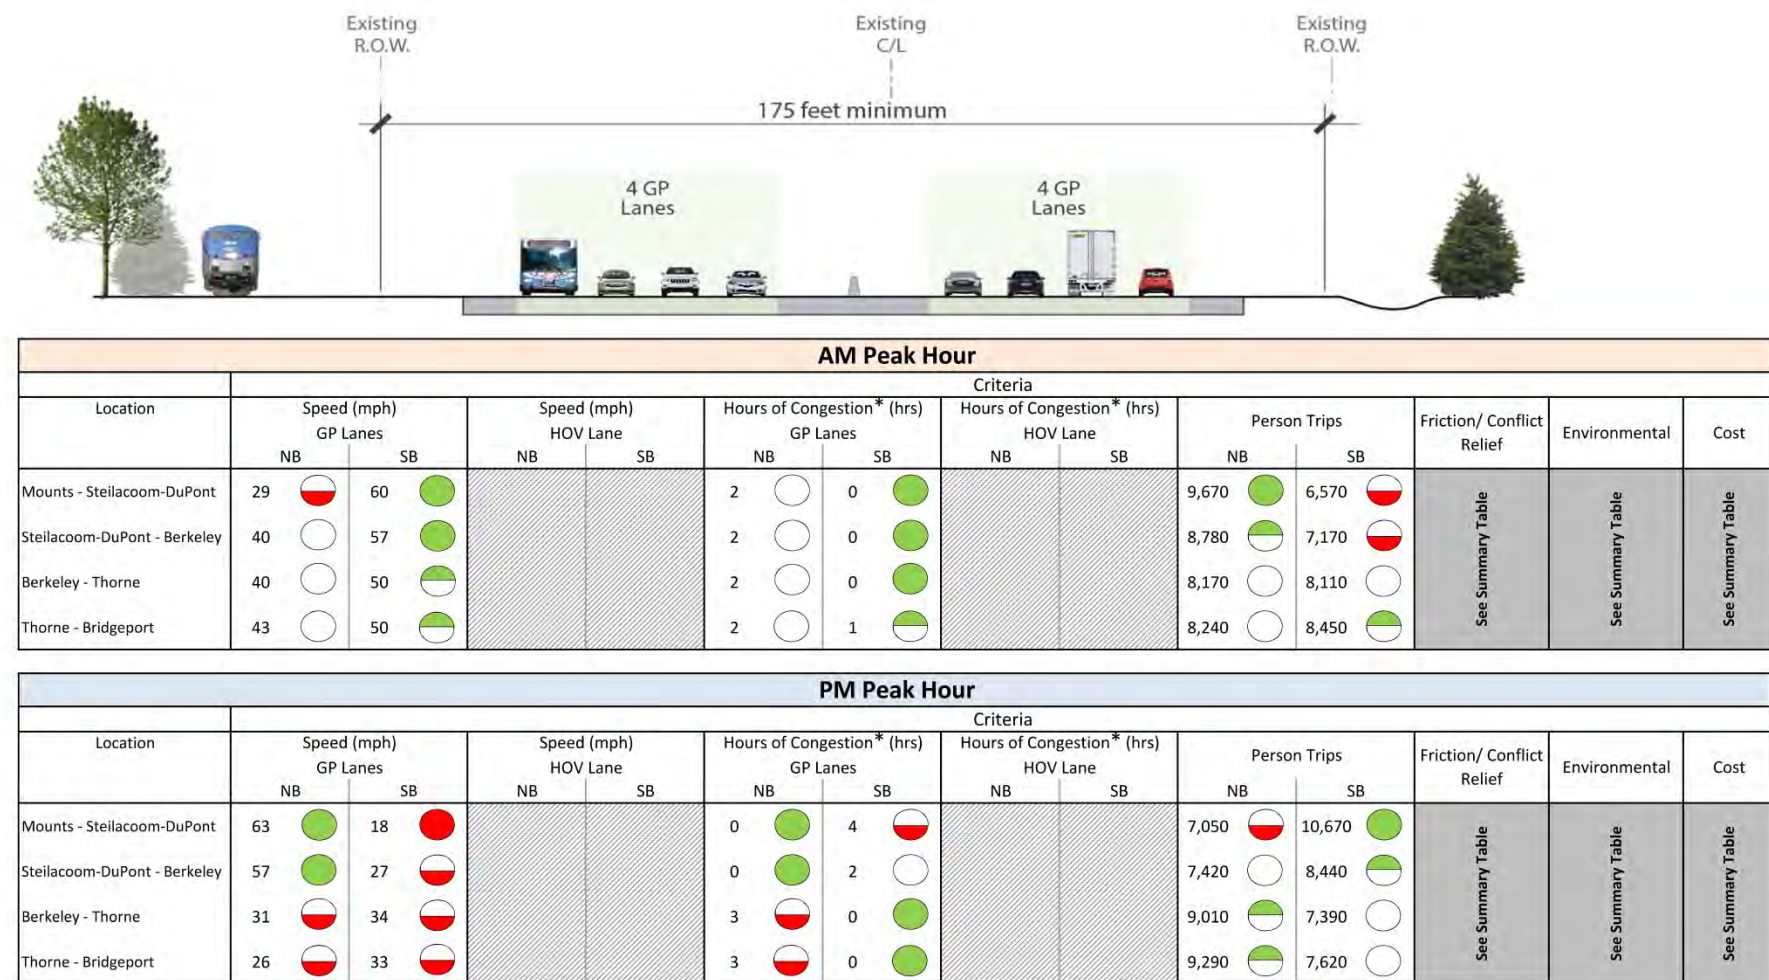 Existing
R.O.W.
Existing
C/L
Existing
R.O.W.
175 feet minimum
4 GP
Lanes
4 GP
Lanes
AM Peak Hour
Criteria
Location
Speed (mph)
GP Lanes
NB SB
Speed (mph)
HOV Lane
NB SB
Hours of Congestion* (hrs)
GP Lanes
NB SB
Hours of Congestion* (hrs)
HOV Lane
NB SB
Person Trips
NB SB
Friction/ Conflict
Relief
Environmental
Cost
Mounts - Steilacoom-DuPont 29 60 2 0 9,670 6,570
Steilacoom-DuPont - Berkeley 40 57 2 0 8,780 7,170
Berkeley - Thorne 40 50 2 0 8,170 8,110
Thorne - Bridgeport 43 50 2 1 8,240 8,450
See Summary Table
See Summary Table
See Summary Table
PM Peak Hour
Criteria
Location
Speed (mph)
GP Lanes
NB SB
Speed (mph)
HOV Lane
NB SB
Hours of Congestion* (hrs)
GP Lanes
NB SB
Hours of Congestion* (hrs)
HOV Lane
NB SB
Person Trips
NB SB
Friction/ Conflict
Relief
Environmental
Cost
Mounts - Steilacoom-DuPont 63 18 0 4 7,050 10,670
Steilacoom-DuPont - Berkeley 57 27 0 2 7,420 8,440
Berkeley - Thorne 31 34 3 0 9,010 7,390
Thorne - Bridgeport 26 33 3 0 9,290 7,620
See Summary Table
See Summary Table
See Summary Table